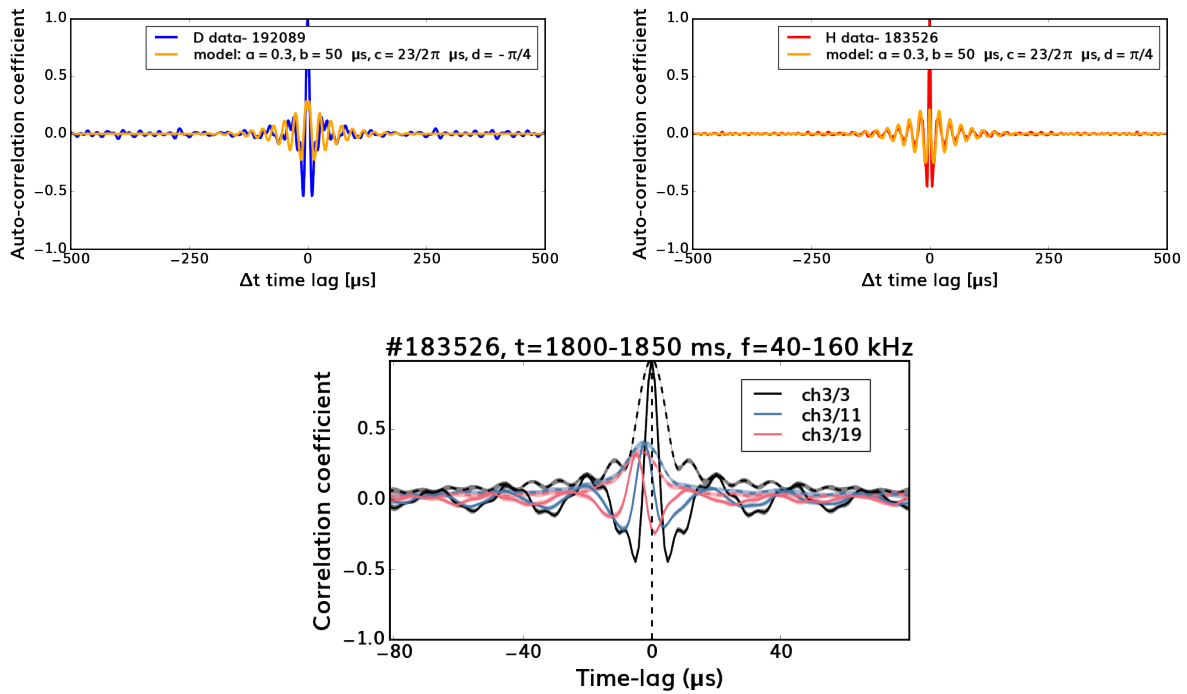 D data- 192089
model: a = 0.3, b = 50 μs, c = 23/2π μs, d = - π/4
1.0
0.5
0.0
−0.5
−1.0
Auto-correlation coefficient
−500
−250
0
250
500
Δt time lag [μs]
H data- 183526
model: a = 0.3, b = 50 μs, c = 23/2π μs, d = π/4
1.0
0.5
0.0
−0.5
−1.0
Auto-correlation coefficient
−500
−250
0
250
500
Δt time lag [μs]
#183526, t=1800-1850 ms, f=40-160 kHz
ch3/3
ch3/11
ch3/19
0.5
0.0
−0.5
−1.0
Correlation coefficient
−80
−40
0
40
Time-lag (μs)